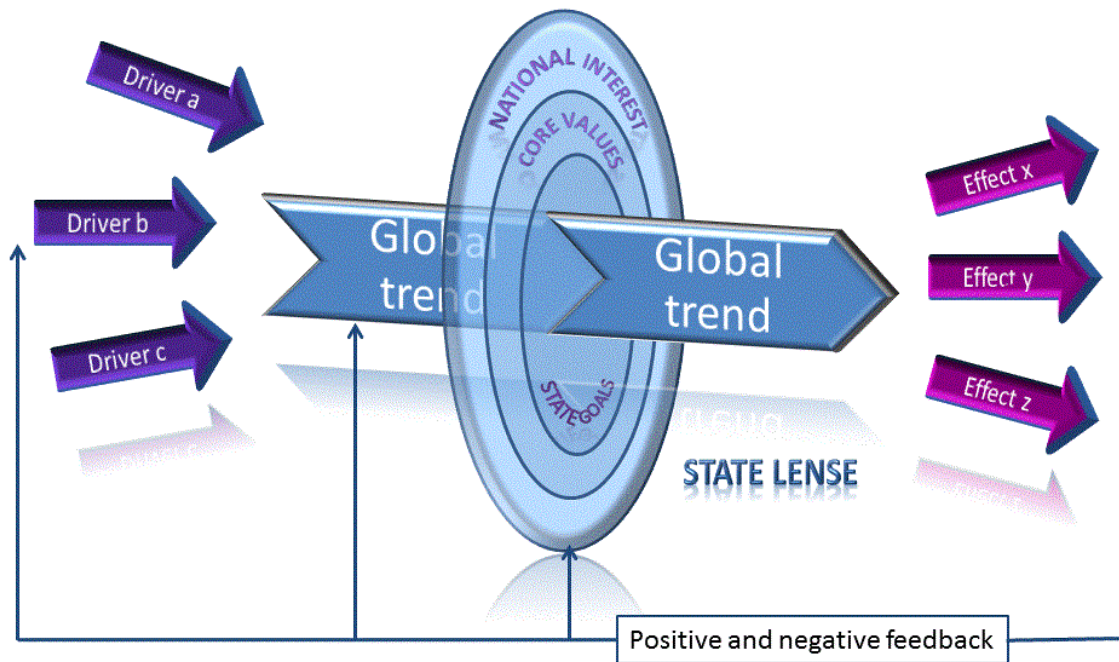 Driver a
Driver b
Driver c
NATIONAL INTEREST
CORE VALUES
STATE GOALS
Global
trend
Global
trend
STATE LENSE
Effect x
Effect y
Effect z
Positive and negative feedback